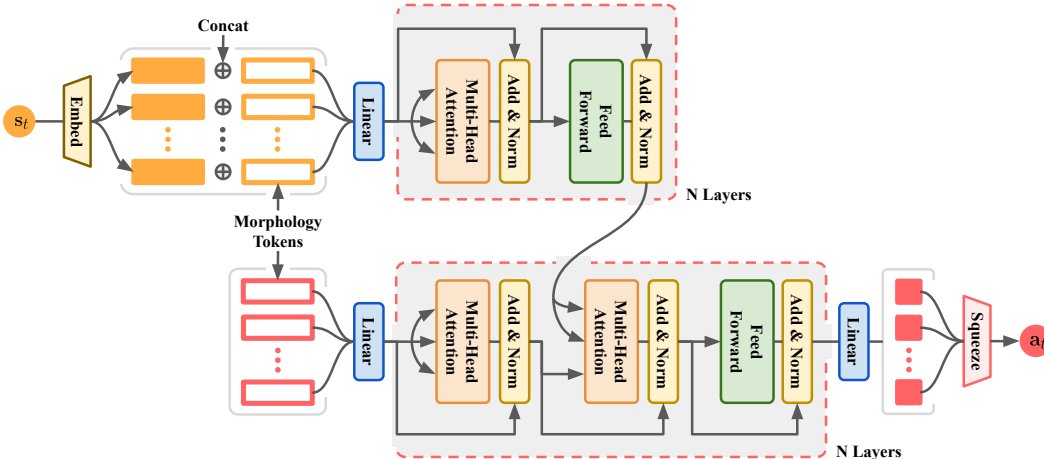 Concat
s_t
Embed
Linear
Multi-Head
Attention
Add & Norm
Feed
Forward
Add & Norm
N Layers
Morphology
Tokens
Linear
Multi-Head
Attention
Add & Norm
Multi-Head
Attention
Add & Norm
Feed
Forward
Add & Norm
Linear
Squeeze
a_t
N Layers